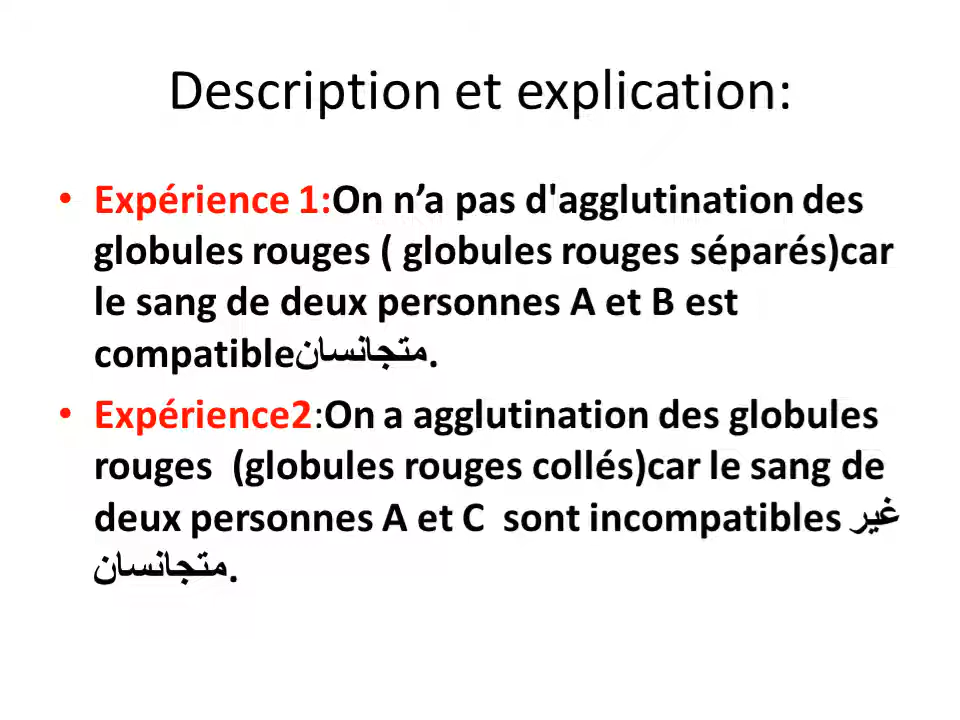 Description et explication:
• Expérience 1:On n’a pas d'agglutination des
globules rouges ( globules rouges séparés)car
le sang de deux personnes A et B est
compatibleمتجانسان.
• Expérience2:On a agglutination des globules
rouges  (globules rouges collés)car le sang de
deux personnes A et C  sont incompatibles غير
متجانسان.